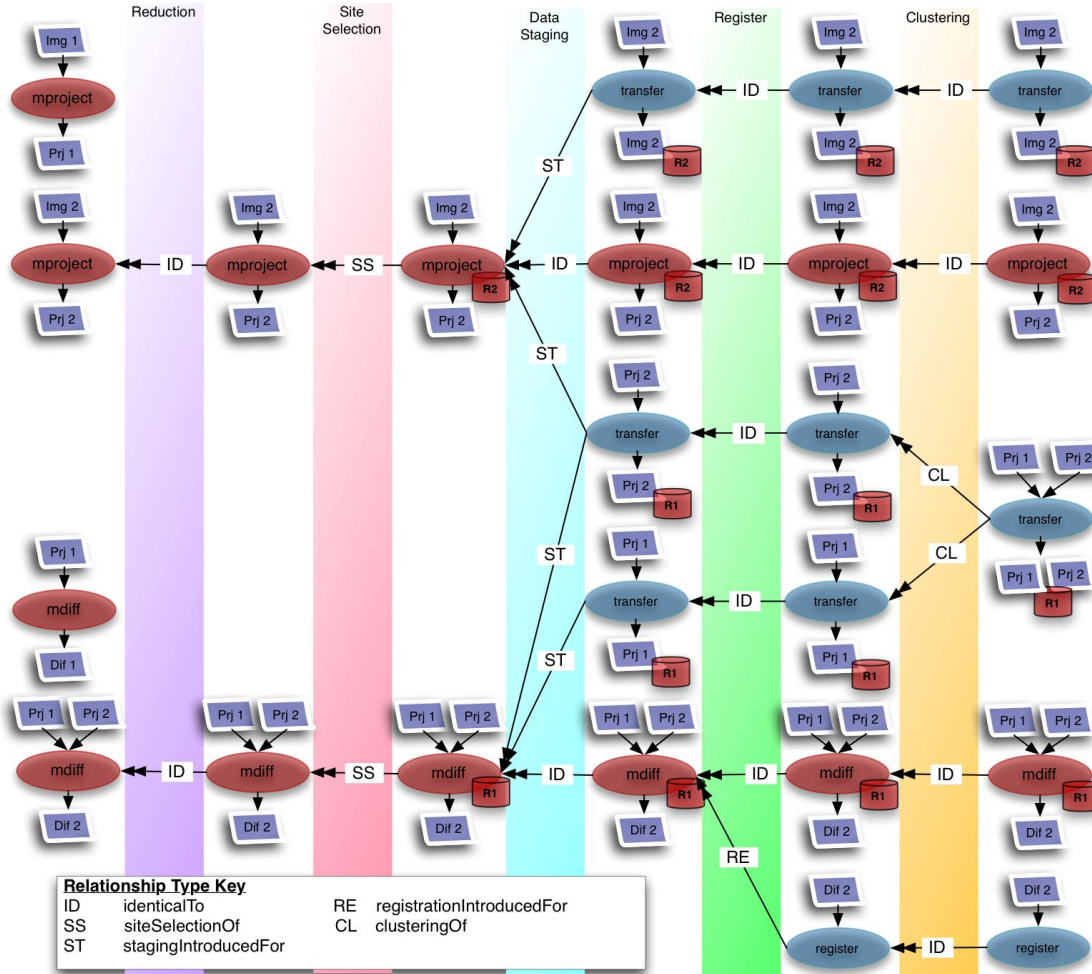 Reduction
Site
Selection
Data
Staging
Register
Clustering
Img 1
Img 2
Img 2
Img 2
mproject
transfer
ID
transfer
ID
transfer
Prj 1
Img 2
R2
Img 2
R2
Img 2
R2
ST
Img 2
Img 2
Img 2
Img 2
Img 2
Img 2
mproject
ID
mproject
SS
mproject
R2
ID
mproject
R2
ID
mproject
R2
ID
mproject
R2
Prj 2
Prj 2
Prj 2
Prj 2
Prj 2
Prj 2
ST
Prj 2
Prj 2
transfer
ID
transfer
Prj 1
Prj 2
CL
Prj 2
R1
Prj 2
R1
transfer
Prj 1
ST
Prj 1
Prj 1
CL
Prj 1
Prj 2
R1
mdiff
transfer
ID
transfer
Dif 1
ST
Prj 1
R1
Prj 1
R1
Prj 1
Prj 2
Prj 1
Prj 2
Prj 1
Prj 2
Prj 1
Prj 2
Prj 1
Prj 2
Prj 1
Prj 2
mdiff
ID
mdiff
SS
mdiff
R1
ID
mdiff
R1
ID
mdiff
R1
ID
mdiff
R1
Dif 2
Dif 2
Dif 2
Dif 2
Dif 2
Dif 2
RE
Dif 2
Dif 2
register
ID
register
Relationship Type Key
ID identicalTo
RE registrationIntroducedFor
SS siteSelectionOf
CL clusteringOf
ST stagingIntroducedFor